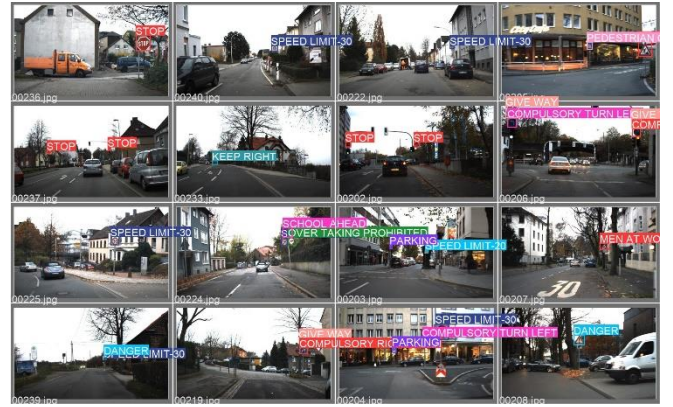 STOP
STOP
00236.jpg
SPEED LIMIT-30
00240.jpg
SPEED LIMIT-30
00222.jpg
PEDESTRIAN
STOP
STOP
00237.jpg
KEEP RIGHT
00233.jpg
STOP
STOP
00202.jpg
GIVE WAY
COMPULSORY TURN LE
GIVE
COMP
00206.jpg
SPEED LIMIT-30
00225.jpg
SCHOOL AHEAD
OVER TAKING PROHIBITED
00224.jpg
PARKING
SPEED LIMIT-20
00203.jpg
MEN AT WO
30
00207.jpg
DANGER
LIMIT-30
00239.jpg
GIVE WAY
COMPULSORY RI
00219.jpg
SPEED LIMIT-30
COMPULSORY TURN LEFT
PARKING
00204.jpg
DANGER
00208.jpg